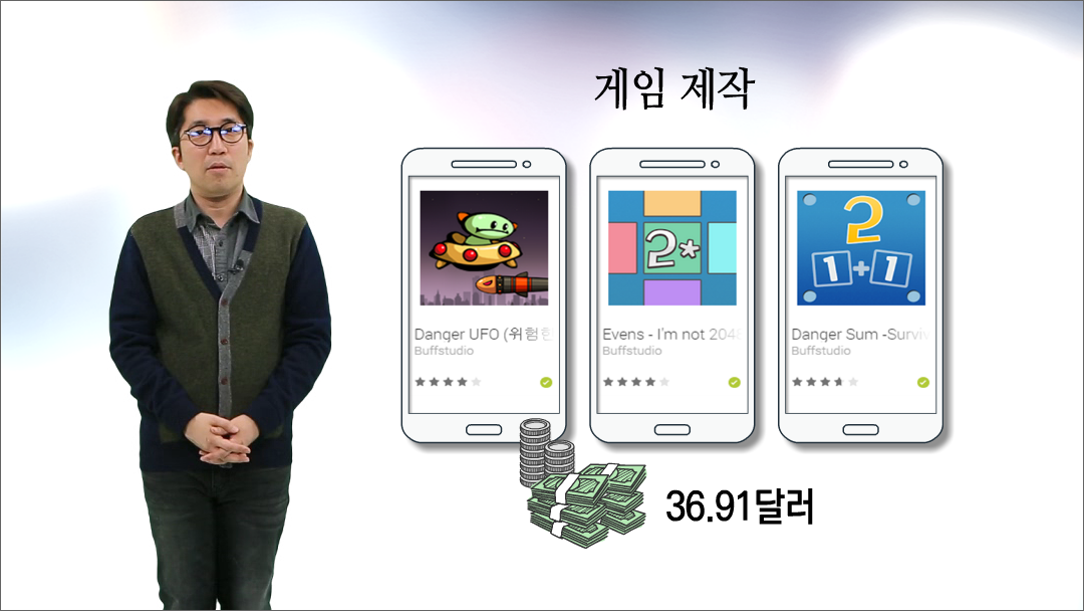 게임 제작
2
2*
1+1
Danger UFO (위험한
Buffstudio
Evens - I'm not 2048
Buffstudio
Danger Sum -Surviv
Buffstudio
36.91달러